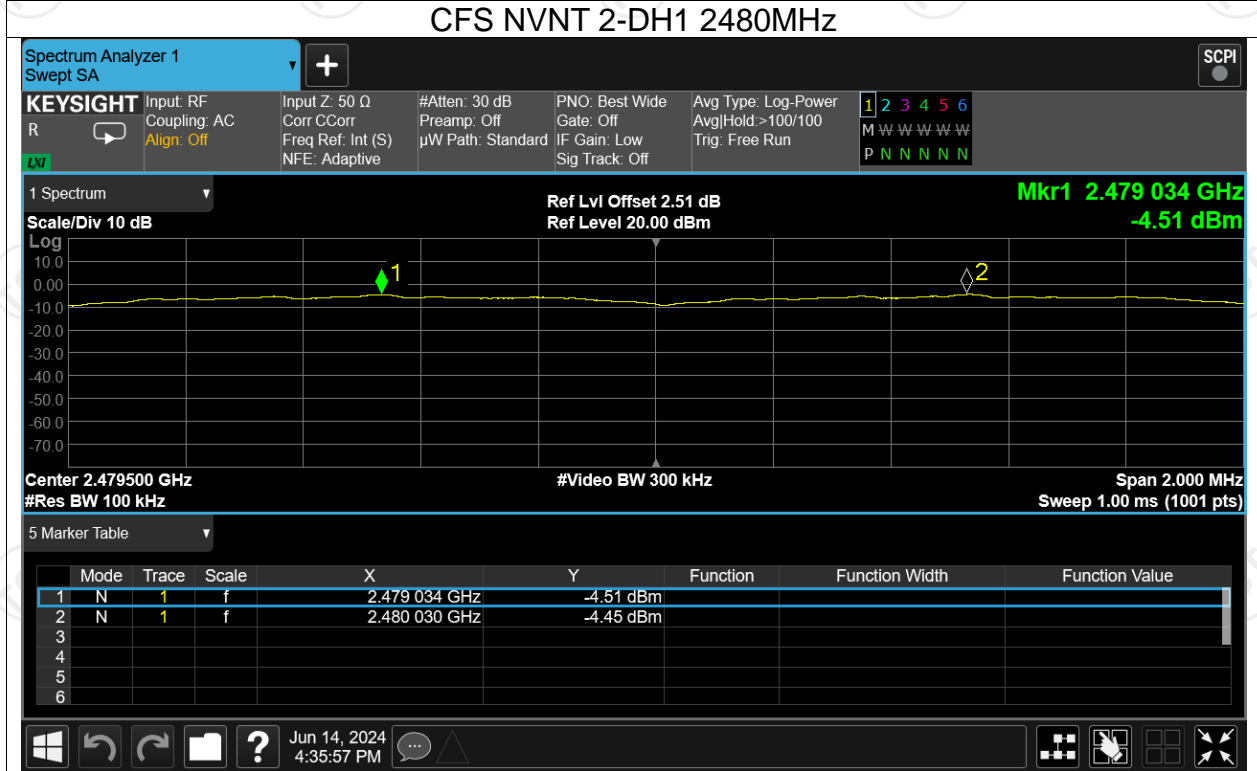 CFS NVNT 2-DH1 2480MHz
Spectrum Analyzer 1
Swept SA
SCPI
KEYSIGHT Input: RF Input Z: 50 Ω #Atten: 30 dB PNO: Best Wide Avg Type: Log-Power 1 2 3 4 5 6
R Coupling: AC Corr CCorr Preamp: Off Gate: Off Avg|Hold:>100/100 M W W W W W W
Align: Off Freq Ref: Int (S) µW Path: Standard IF Gain: Low Trig: Free Run P N N N N N
LXI NFE: Adaptive Sig Track: Off
1 Spectrum Ref Lvl Offset 2.51 dB Mkr1 2.479 034 GHz
Scale/Div 10 dB Ref Level 20.00 dBm -4.51 dBm
Log
10.0
0.00
-10.0
-20.0
-30.0
-40.0
-50.0
-60.0
-70.0
1
2
Center 2.479500 GHz #Video BW 300 kHz Span 2.000 MHz
#Res BW 100 kHz Sweep 1.00 ms (1001 pts)
5 Marker Table
Mode Trace Scale X Y Function Function Width Function Value
1 N 1 f 2.479 034 GHz -4.51 dBm
2 N 1 f 2.480 030 GHz -4.45 dBm
3
4
5
6
? Jun 14, 2024
4:35:57 PM